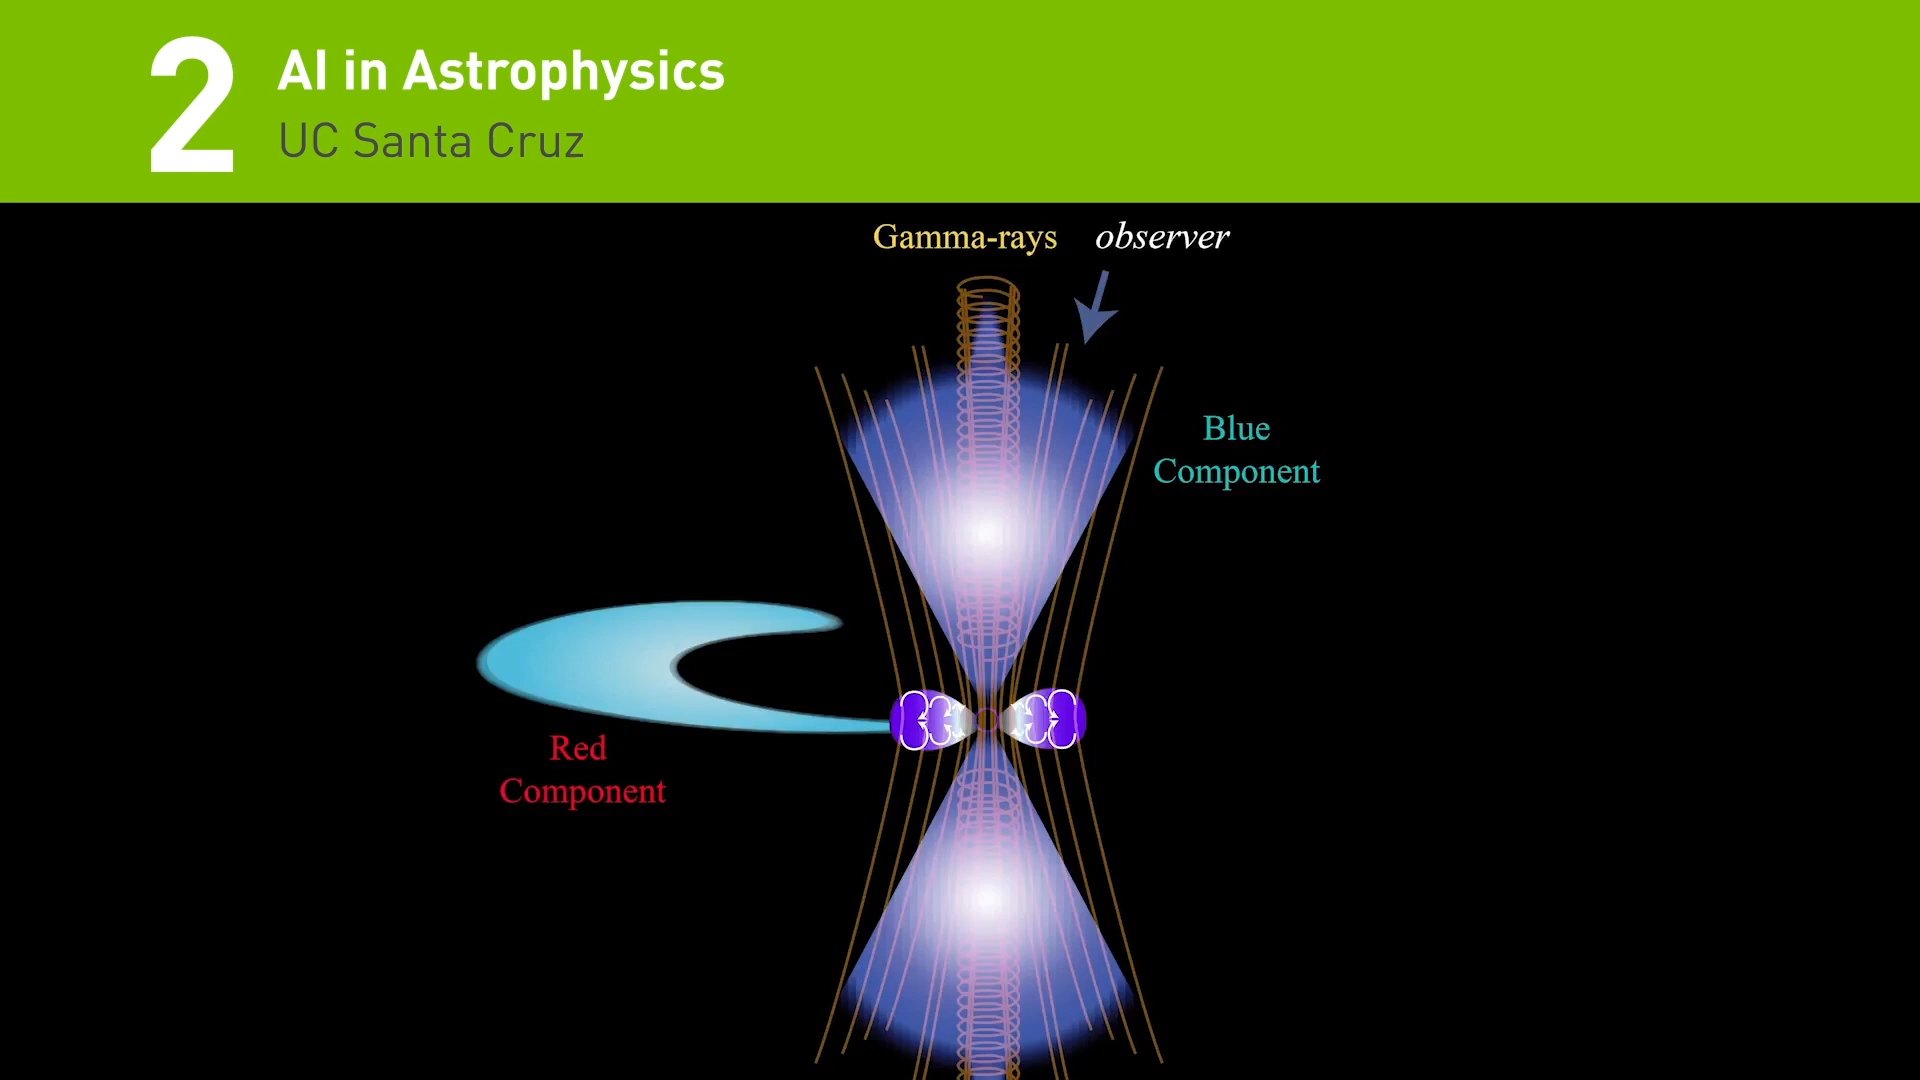 2
AI in Astrophysics
UC Santa Cruz
Gamma-rays
observer
Blue
Component
Red
Component